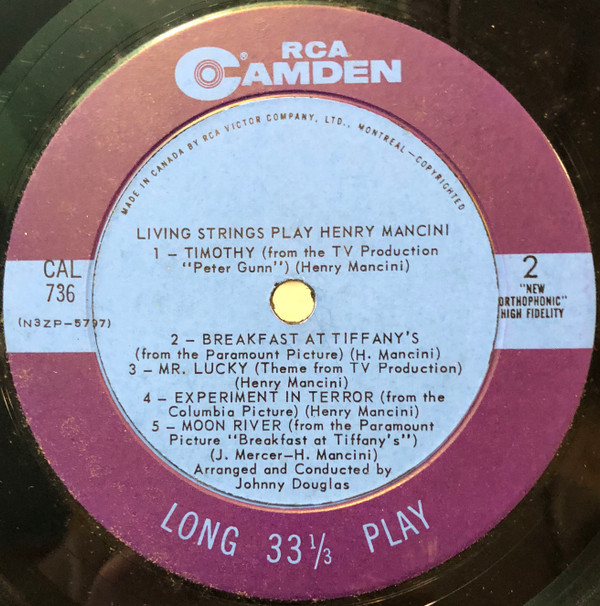 RCA
CAMDEN®
MADE IN CANADA BY RCA VICTOR COMPANY, LTD., MONTREAL—COPYRIGHTED
LIVING STRINGS PLAY HENRY MANCINI
1 – TIMOTHY (from the TV Production
"Peter Gunn") (Henry Mancini)
CAL
736
(N3ZP–5797)
2
"NEW
ORTHOPHONIC"
HIGH FIDELITY
2 – BREAKFAST AT TIFFANY'S
(from the Paramount Picture) (H. Mancini)
3 – MR. LUCKY (Theme from TV Production)
(Henry Mancini)
4 – EXPERIMENT IN TERROR (from the
Columbia Picture) (Henry Mancini)
5 – MOON RIVER (from the Paramount
Picture "Breakfast at Tiffany's")
(J. Mercer–H. Mancini)
Arranged and Conducted by
Johnny Douglas
LONG 33⅓ PLAY